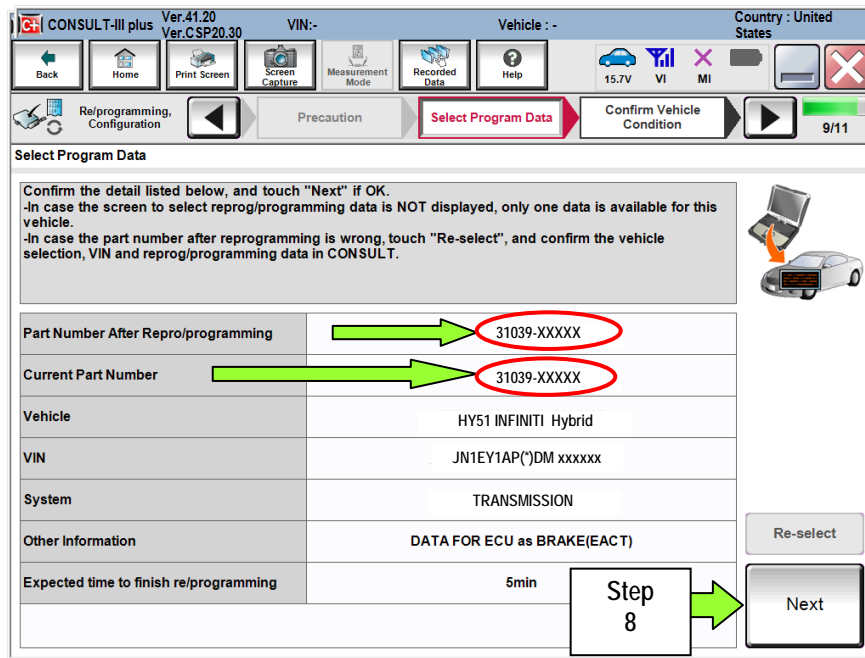 C+ CONSULT-III plus Ver.41.20 VIN:- Vehicle : - Country : United
Ver.CSP20.30 States
Back Home Print Screen Screen Capture Measurement Mode Recorded Data Help 15.7V VI MI
Re/programming, Configuration Precaution Select Program Data Confirm Vehicle Condition 9/11
Select Program Data
Confirm the detail listed below, and touch "Next" if OK.
-In case the screen to select reprog/programming data is NOT displayed, only one data is available for this
vehicle.
-In case the part number after reprogramming is wrong, touch "Re-select", and confirm the vehicle
selection, VIN and reprog/programming data in CONSULT.
Part Number After Repro/programming 31039-XXXXX
Current Part Number 31039-XXXXX
Vehicle HY51 INFINITI Hybrid
VIN JN1EY1AP(*)DM xxxxxx
System TRANSMISSION
Other Information DATA FOR ECU as BRAKE(EACT)
Re-select
Expected time to finish re/programming 5min
Step
8
Next